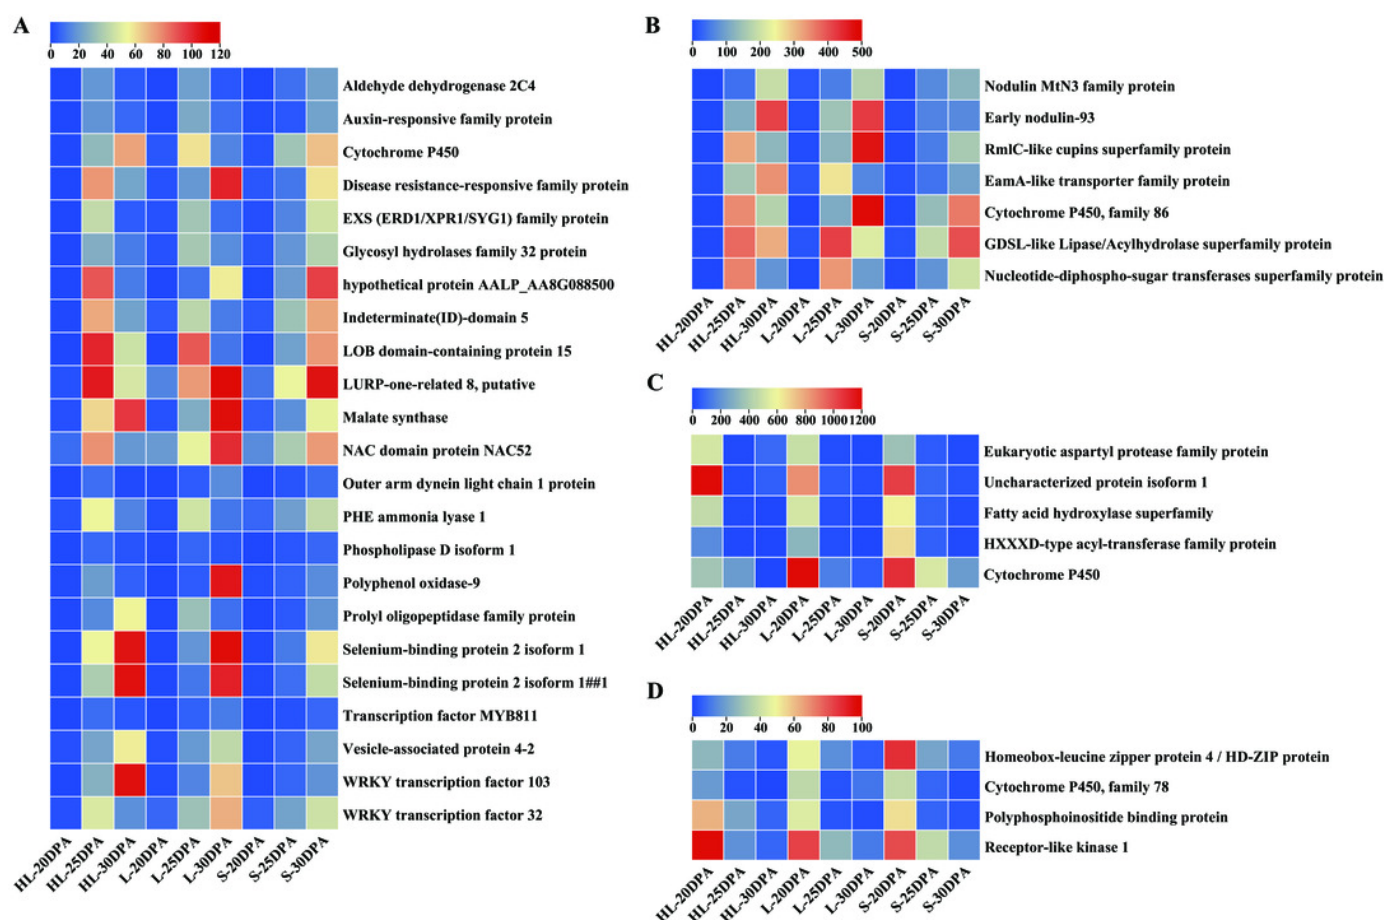 A
0 20 40 60 80 100 120
Aldehyde dehydrogenase 2C4
Auxin-responsive family protein
Cytochrome P450
Disease resistance-responsive family protein
EXS (ERD1/XPR1/SYG1) family protein
Glycosyl hydrolases family 32 protein
hypothetical protein AALP_AA8G088500
Indeterminate(ID)-domain 5
LOB domain-containing protein 15
LURP-one-related 8, putative
Malate synthase
NAC domain protein NAC52
Outer arm dynein light chain 1 protein
PHE ammonia lyase 1
Phospholipase D isoform 1
Polyphenol oxidase-9
Prolyl oligopeptidase family protein
Selenium-binding protein 2 isoform 1
Selenium-binding protein 2 isoform 1##1
Transcription factor MYB811
Vesicle-associated protein 4-2
WRKY transcription factor 103
WRKY transcription factor 32
HL-20DPA HL-25DPA HL-30DPA L-20DPA L-25DPA L-30DPA S-20DPA S-25DPA S-30DPA
B
0 100 200 300 400 500
Nodulin MtN3 family protein
Early nodulin-93
RmlC-like cupins superfamily protein
EamA-like transporter family protein
Cytochrome P450, family 86
GDSL-like Lipase/Acylhydrolase superfamily protein
Nucleotide-diphospho-sugar transferases superfamily protein
HL-20DPA HL-25DPA HL-30DPA L-20DPA L-25DPA L-30DPA S-20DPA S-25DPA S-30DPA
C
0 200 400 600 800 1000 1200
Eukaryotic aspartyl protease family protein
Uncharacterized protein isoform 1
Fatty acid hydroxylase superfamily
HXXXD-type acyl-transferase family protein
Cytochrome P450
HL-20DPA HL-25DPA HL-30DPA L-20DPA L-25DPA L-30DPA S-20DPA S-25DPA S-30DPA
D
0 20 40 60 80 100
Homeobox-leucine zipper protein 4 / HD-ZIP protein
Cytochrome P450, family 78
Polyphosphoinositide binding protein
Receptor-like kinase 1
HL-20DPA HL-25DPA HL-30DPA L-20DPA L-25DPA L-30DPA S-20DPA S-25DPA S-30DPA